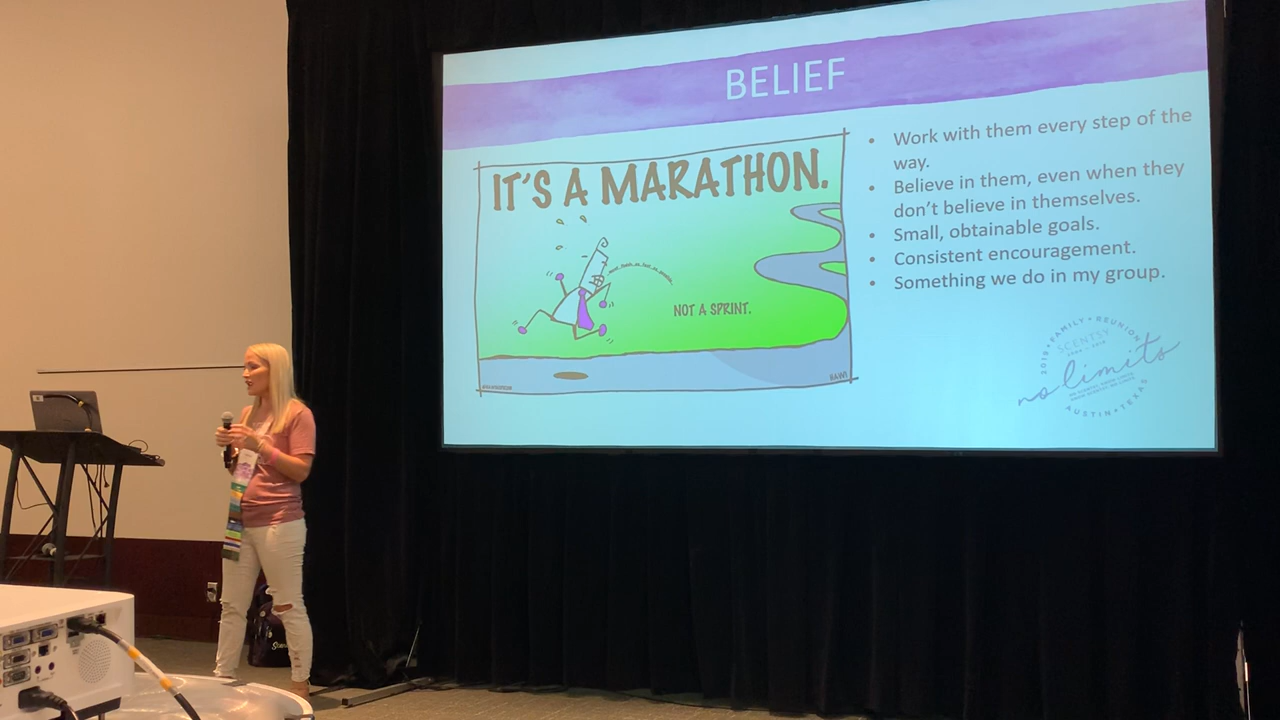 BELIEF
IT'S A MARATHON.
NOT A SPRINT.
• Work with them every step of the
way.
• Believe in them, even when they
don't believe in themselves.
• Small, obtainable goals.
• Consistent encouragement.
• Something we do in my group.
2019 • FAMILY • REUNION
SCENTSY
no limits
AUSTIN • TEXAS